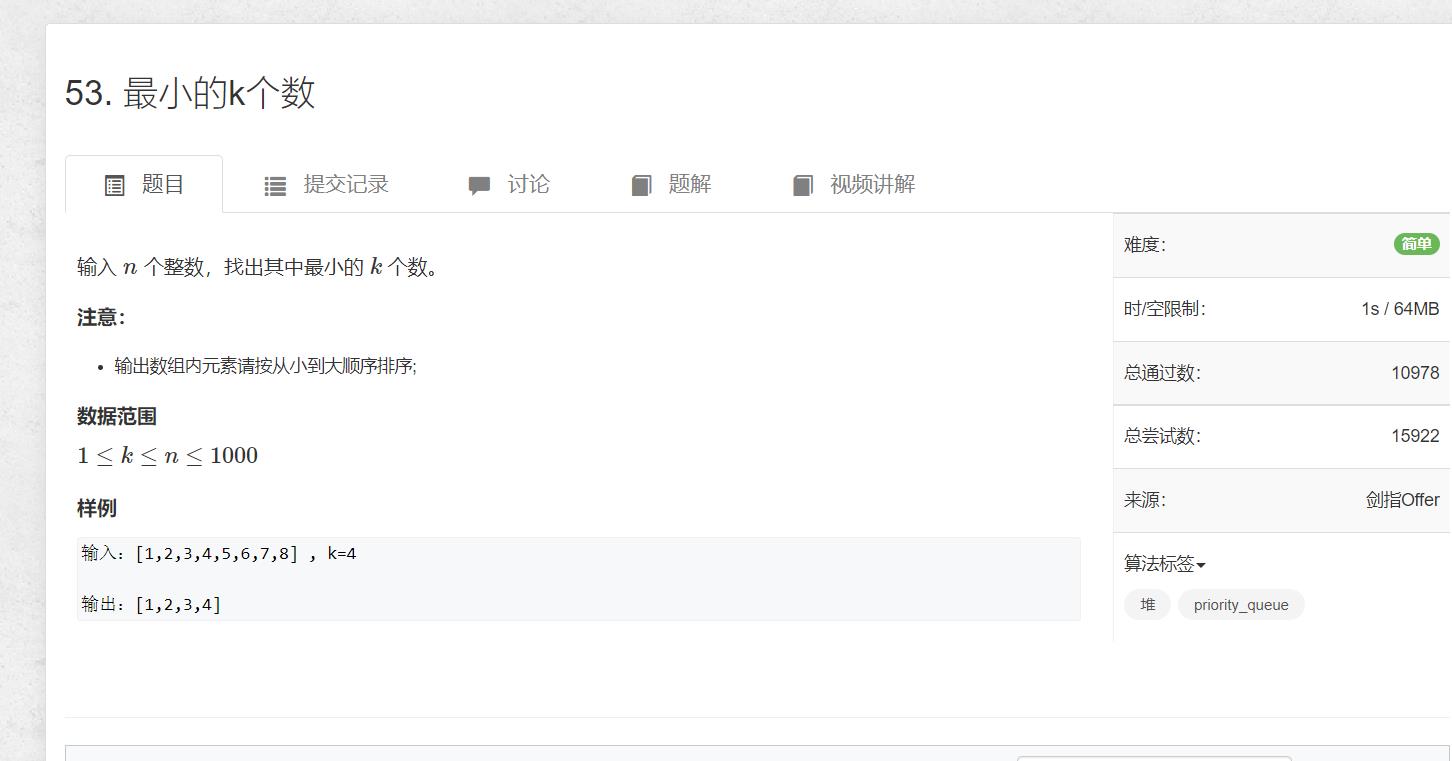 53. 最小的k个数
题目 提交记录 讨论 题解 视频讲解
输入 n 个整数，找出其中最小的 k 个数。
注意：
• 输出数组内元素请按从小到大顺序排序;
数据范围
1 ≤ k ≤ n ≤ 1000
样例
输入：[1,2,3,4,5,6,7,8] , k=4
输出：[1,2,3,4]
难度： 简单
时/空限制： 1s / 64MB
总通过数： 10978
总尝试数： 15922
来源： 剑指Offer
算法标签
堆 priority_queue